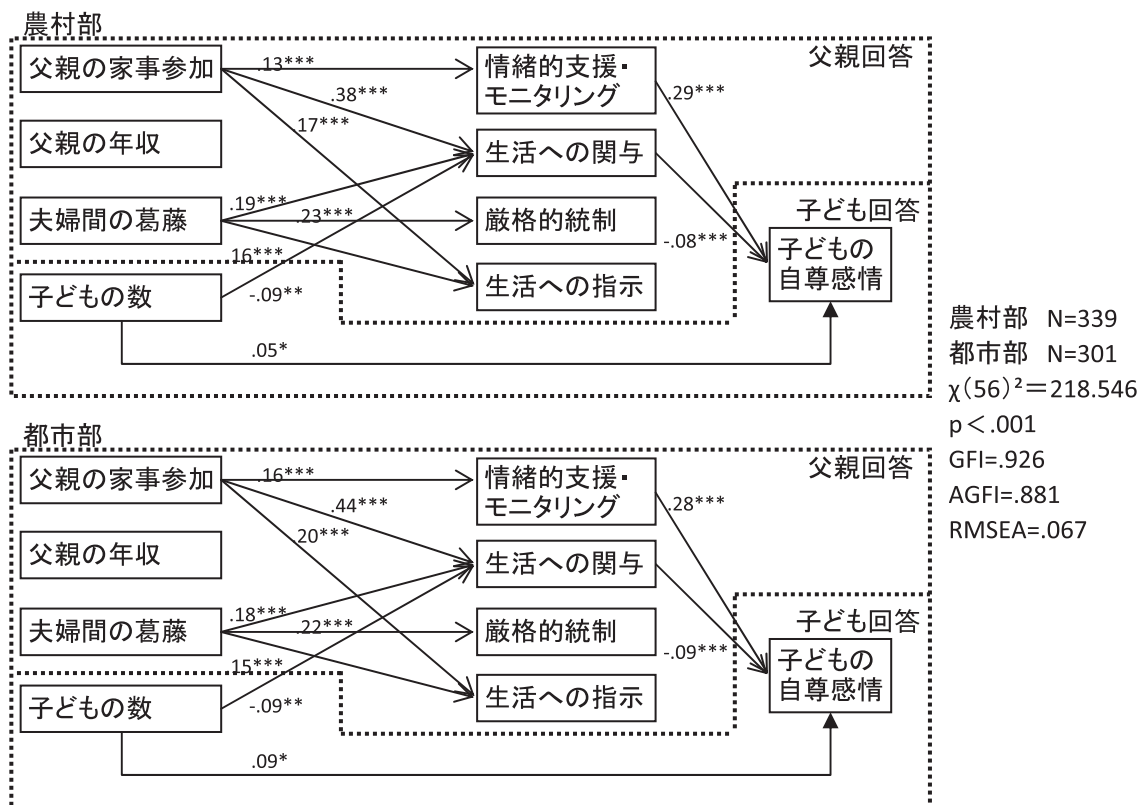 農村部
父親回答
父親の家事参加
.13***
情緒的支援・
モニタリング
.29***
.38***
.17***
父親の年収
生活への関与
夫婦間の葛藤
.19***
.23***
厳格的統制
-.08***
子ども回答
子どもの
自尊感情
.16***
子どもの数
-.09**
生活への指示
.05*
農村部 N=339
都市部 N=301
χ(56)²=218.546
p<.001
GFI=.926
AGFI=.881
RMSEA=.067
都市部
父親回答
父親の家事参加
.16***
情緒的支援・
モニタリング
.28***
.44***
.20***
父親の年収
生活への関与
夫婦間の葛藤
.18***
.22***
厳格的統制
-.09***
子ども回答
子どもの
自尊感情
.15***
子どもの数
-.09**
生活への指示
.09*